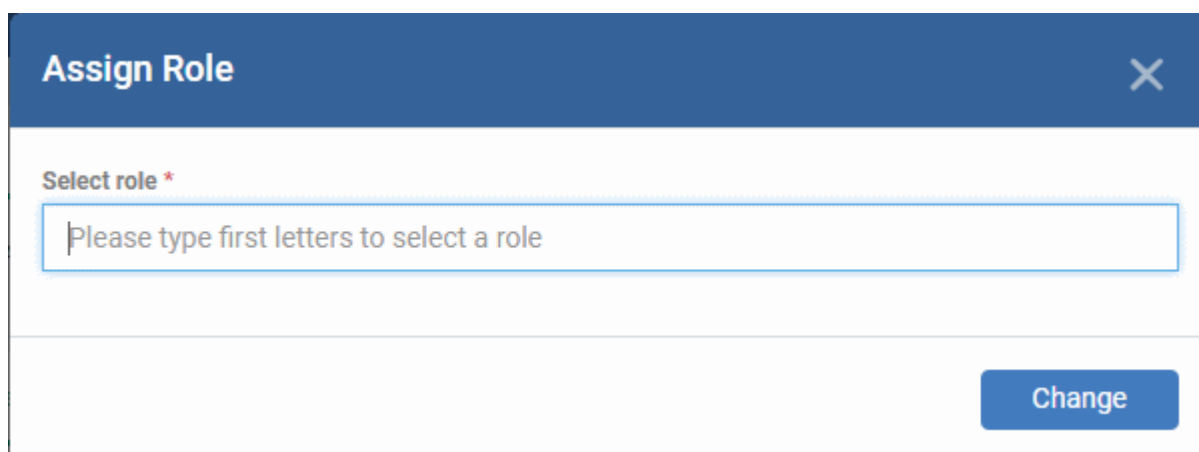 Assign Role
Select role *
Please type first letters to select a role
Change